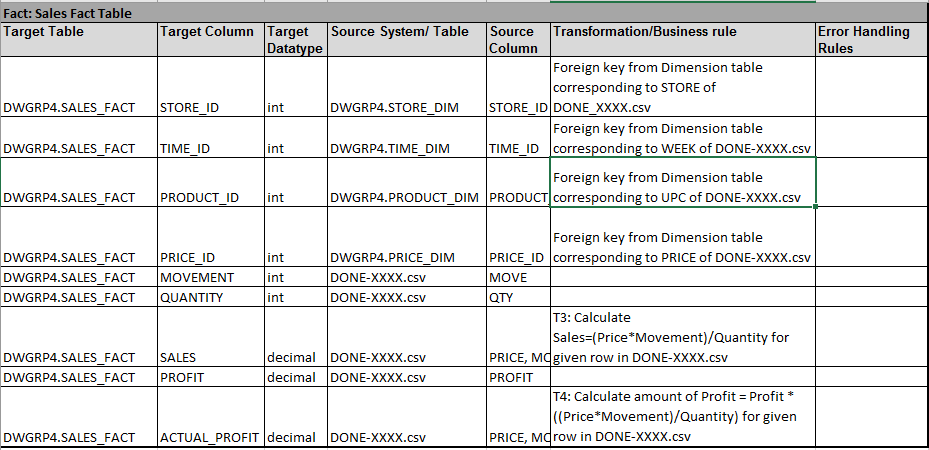 Fact: Sales Fact Table
Target Table Target Column Target Datatype Source System/ Table Source Column Transformation/Business rule Error Handling Rules
DWGRP4.SALES_FACT STORE_ID int DWGRP4.STORE_DIM STORE_ID Foreign key from Dimension table
corresponding to STORE of
DONE_XXXX.csv
DWGRP4.SALES_FACT TIME_ID int DWGRP4.TIME_DIM TIME_ID Foreign key from Dimension table
corresponding to WEEK of DONE-XXXX.csv
DWGRP4.SALES_FACT PRODUCT_ID int DWGRP4.PRODUCT_DIM PRODUCT Foreign key from Dimension table
corresponding to UPC of DONE-XXXX.csv
DWGRP4.SALES_FACT PRICE_ID int DWGRP4.PRICE_DIM PRICE_ID Foreign key from Dimension table
corresponding to PRICE of DONE-XXXX.csv
DWGRP4.SALES_FACT MOVEMENT int DONE-XXXX.csv MOVE
DWGRP4.SALES_FACT QUANTITY int DONE-XXXX.csv QTY
DWGRP4.SALES_FACT SALES decimal DONE-XXXX.csv PRICE, MO T3: Calculate
Sales=(Price*Movement)/Quantity for
given row in DONE-XXXX.csv
DWGRP4.SALES_FACT PROFIT decimal DONE-XXXX.csv PROFIT
DWGRP4.SALES_FACT ACTUAL_PROFIT decimal DONE-XXXX.csv PRICE, MO T4: Calculate amount of Profit = Profit *
((Price*Movement)/Quantity) for given
row in DONE-XXXX.csv